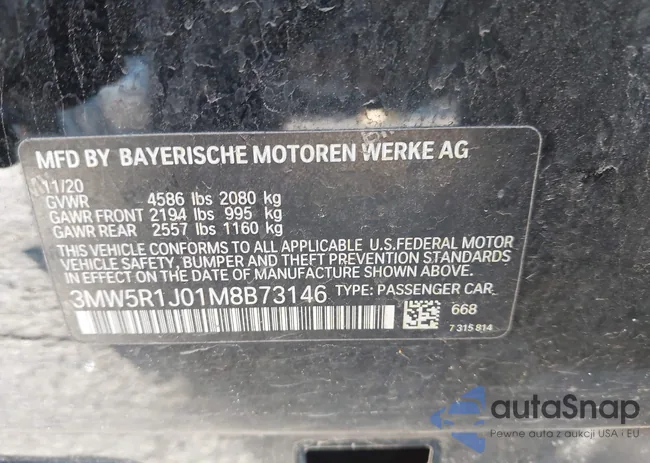 MFD BY BAYERISCHE MOTOREN WERKE AG
11/20
GVWR 4586 lbs 2080 kg
GAWR FRONT 2194 lbs 995 kg
GAWR REAR 2557 lbs 1160 kg
THIS VEHICLE CONFORMS TO ALL APPLICABLE U.S.FEDERAL MOTOR
VEHICLE SAFETY, BUMPER AND THEFT PREVENTION STANDARDS
IN EFFECT ON THE DATE OF MANUFACTURE SHOWN ABOVE.
3MW5R1J01M8B73146 TYPE: PASSENGER CAR
668
7 315 814
autoSnap
Pewne auta z aukcji USA i EU